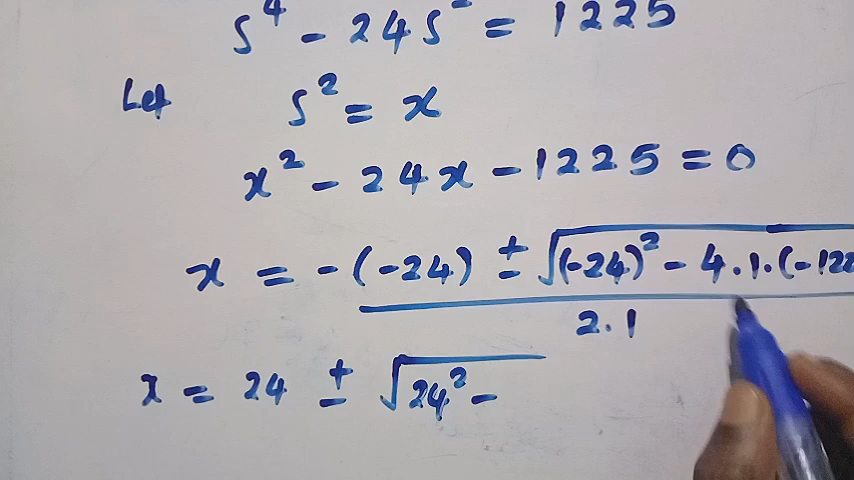 s⁴ - 24s² = 1225
Let s² = x
x² - 24x - 1225 = 0
x = -(-24) ± √(-24)² - 4.1.(-122
2.1
x = 24 ± √24² -